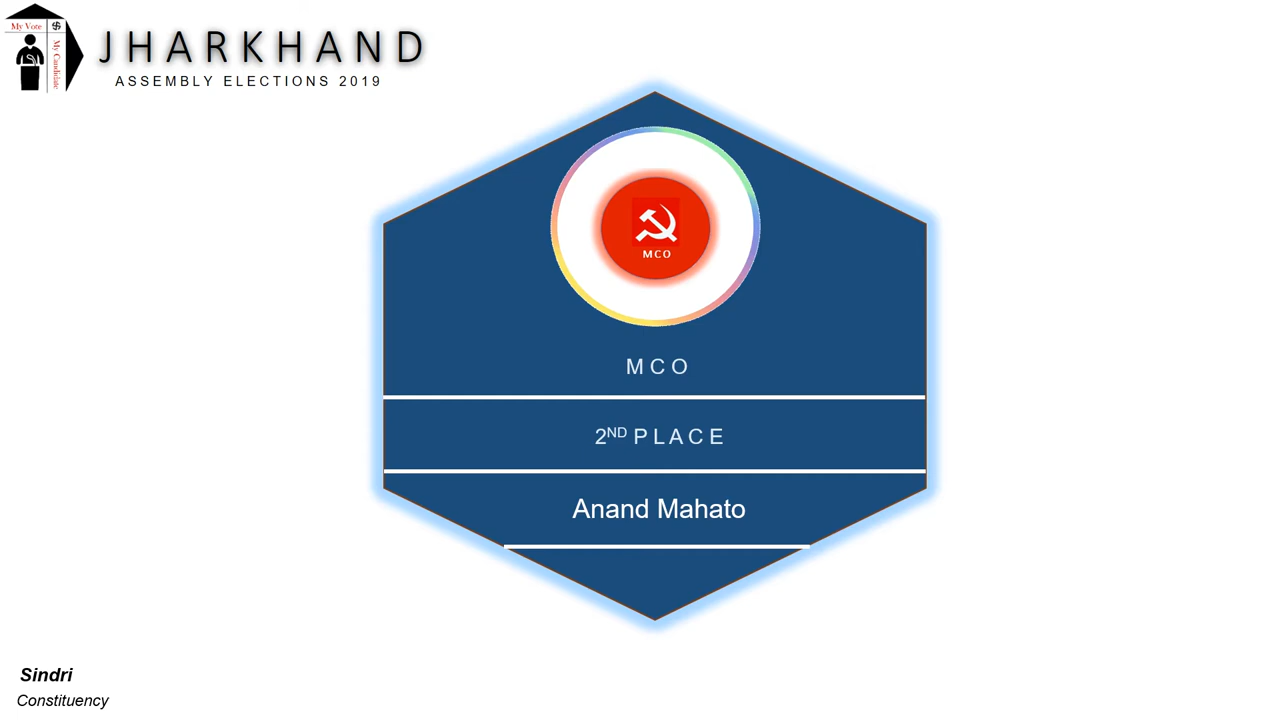 My Vote
My Candidate
JHARKHAND
ASSEMBLY ELECTIONS 2019
MCO
MCO
2ND PLACE
Anand Mahato
Sindri
Constituency